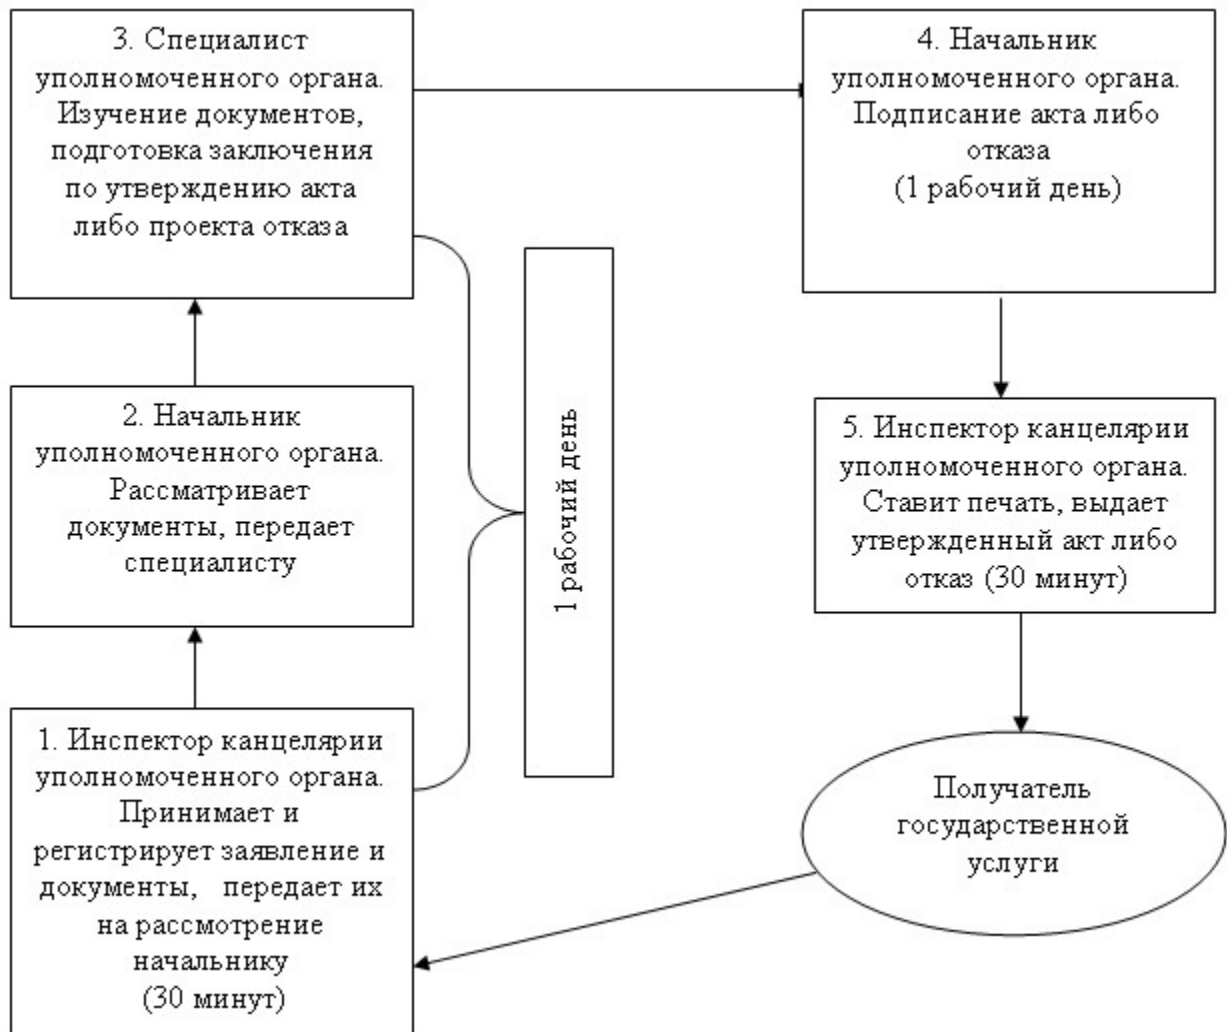 3. Специалист
уполномоченного органа.
Изучение документов,
подготовка заключения
по утверждению акта
либо проекта отказа
4. Начальник
уполномоченного органа.
Подписание акта либо
отказа
(1 рабочий день)
2. Начальник
уполномоченного органа.
Рассматривает
документы, передает
специалисту
1 рабочий день
5. Инспектор канцелярии
уполномоченного органа.
Ставит печать, выдает
утвержденный акт либо
отказ (30 минут)
1. Инспектор канцелярии
уполномоченного органа.
Принимает и
регистрирует заявление и
документы, передает их
на рассмотрение
начальнику
(30 минут)
Получатель
государственной
услуги